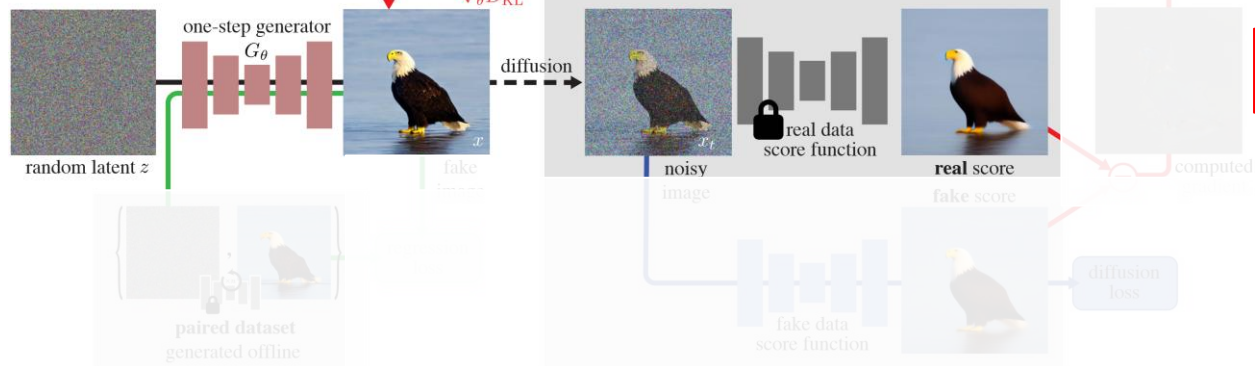 ∇θDKL
one-step generator
Gθ
diffusion
x
xt
real data
score function
random latent z
fake
image
noisy
image
real score
fake score
computed
paired dataset
generated offline
fake data
score function
diffusion
loss